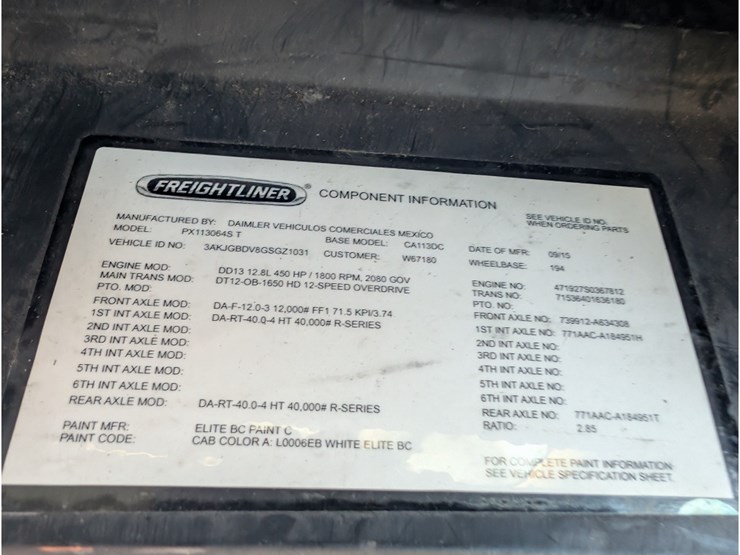 FREIGHTLINER COMPONENT INFORMATION
SEE VEHICLE ID NO.
WHEN ORDERING PARTS
MANUFACTURED BY: DAIMLER VEHICULOS COMERCIALES MEXICO
MODEL: PX113064S T BASE MODEL: CA113DC DATE OF MFR: 09/15
VEHICLE ID NO: 3AKJGBDV8GSGZ1031 CUSTOMER: W67180 WHEELBASE: 194
ENGINE MOD: DD13 12.8L 450 HP / 1800 RPM, 2080 GOV ENGINE NO: 471927S0367812
MAIN TRANS MOD: DT12-OB-1650 HD 12-SPEED OVERDRIVE TRANS NO: 71536401636180
PTO. MOD: PTO. NO:
FRONT AXLE MOD: DA-F-12.0-3 12,000# FF1 71.5 KPI/3.74 FRONT AXLE NO: 739912-A634308
1ST INT AXLE MOD: DA-RT-40.0-4 HT 40,000# R-SERIES 1ST INT AXLE NO: 771AAC-A184951H
2ND INT AXLE MOD: 2ND INT AXLE NO:
3RD INT AXLE MOD: 3RD INT AXLE NO:
4TH INT AXLE MOD: 4TH INT AXLE NO:
5TH INT AXLE MOD: 5TH INT AXLE NO:
6TH INT AXLE MOD: 6TH INT AXLE NO:
REAR AXLE MOD: DA-RT-40.0-4 HT 40,000# R-SERIES REAR AXLE NO: 771AAC-A184951T
RATIO: 2.85
PAINT MFR: ELITE BC PAINT C
PAINT CODE: CAB COLOR A: L0006EB WHITE ELITE BC
FOR COMPLETE PAINT INFORMATION
SEE VEHICLE SPECIFICATION SHEET.